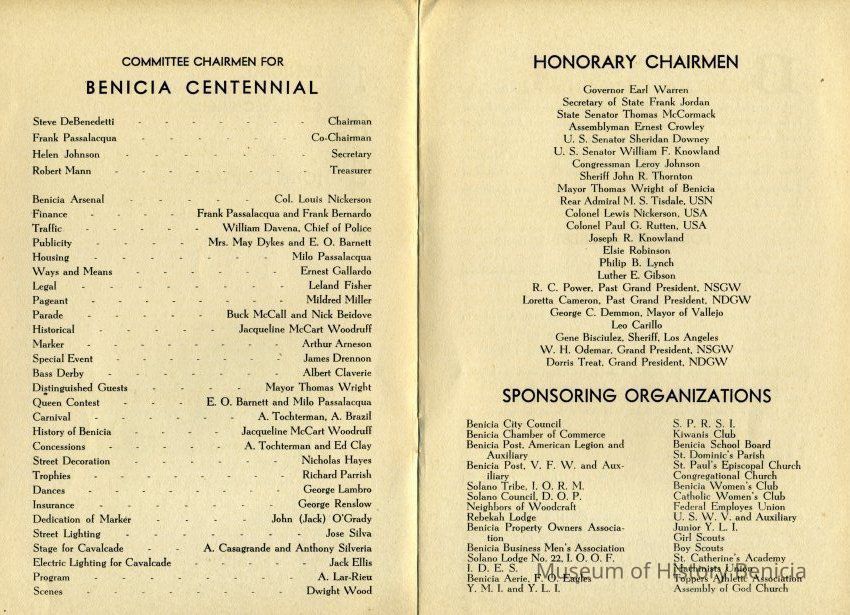 COMMITTEE CHAIRMEN FOR
BENICIA CENTENNIAL
Steve DeBenedetti - - - - - - - Chairman
Frank Passalacqua - - - - - - Co-Chairman
Helen Johnson - - - - - - - Secretary
Robert Mann - - - - - - - Treasurer
Benicia Arsenal - - - - - Col. Louis Nickerson
Finance - - - - Frank Passalacqua and Frank Bernardo
Traffic - - - - - William Davena, Chief of Police
Publicity - - - - - Mrs. May Dykes and E. O. Barnett
Housing - - - - - - - Milo Passalacqua
Ways and Means - - - - - - Ernest Gallardo
Legal - - - - - - - - Leland Fisher
Pageant - - - - - - - - Mildred Miller
Parade - - - - - Buck McCall and Nick Beidove
Historical - - - - - Jacqueline McCart Woodruff
Marker - - - - - - - - Arthur Arneson
Special Event - - - - - - - James Drennon
Bass Derby - - - - - - - Albert Claverie
Distinguished Guests - - - - - Mayor Thomas Wright
Queen Contest - - - - E. O. Barnett and Milo Passalacqua
Carnival - - - - - - A. Tochterman, A. Brazil
History of Benicia - - - - Jacqueline McCart Woodruff
Concessions - - - - - A. Tochterman and Ed Clay
Street Decoration - - - - - - Nicholas Hayes
Trophies - - - - - - - Richard Parrish
Dances - - - - - - - - George Lambro
Insurance - - - - - - - George Renslow
Dedication of Marker - - - - - John (Jack) O'Grady
Street Lighting - - - - - - - Jose Silva
Stage for Cavalcade - - - A. Casagrande and Anthony Silveria
Electric Lighting for Cavalcade - - - - - Jack Ellis
Program - - - - - - - - A. Lar-Rieu
Scenes - - - - - - - - Dwight Wood
HONORARY CHAIRMEN
Governor Earl Warren
Secretary of State Frank Jordan
State Senator Thomas McCormack
Assemblyman Ernest Crowley
U. S. Senator Sheridan Downey
U. S. Senator William F. Knowland
Congressman Leroy Johnson
Sheriff John R. Thornton
Mayor Thomas Wright of Benicia
Rear Admiral M. S. Tisdale, USN
Colonel Lewis Nickerson, USA
Colonel Paul G. Rutten, USA
Joseph R. Knowland
Elsie Robinson
Philip B. Lynch
Luther E. Gibson
R. C. Power, Past Grand President, NSGW
Loretta Cameron, Past Grand President, NDGW
George C. Demmon, Mayor of Vallejo
Leo Carillo
Gene Bisciulez, Sheriff, Los Angeles
W. H. Odemar, Grand President, NSGW
Dorris Treat, Grand President, NDGW
SPONSORING ORGANIZATIONS
Benicia City Council
Benicia Chamber of Commerce
Benicia Post, American Legion and
Auxiliary
Benicia Post, V. F. W. and Aux-
iliary
Solano Tribe, I. O. R. M.
Solano Council, D. O. P.
Neighbors of Woodcraft
Rebekah Lodge
Benicia Property Owners Associa-
tion
Benicia Business Men's Association
Solano Lodge No. 22, I. O. O. F.
I. D. E. S.
Benicia Aerie, F. O. Eagles
Y. M. I. and Y. L. I.
S. P. R. S. I.
Kiwanis Club
Benicia School Board
St. Dominic's Parish
St. Paul's Episcopal Church
Congregational Church
Benicia Women's Club
Catholic Women's Club
Federal Employes Union
U. S. W. V. and Auxiliary
Junior Y. L. I.
Girl Scouts
Boy Scouts
St. Catherine's Academy
Machinists Union
Toppers Athletic Association
Assembly of God Church
Museum of History Benicia